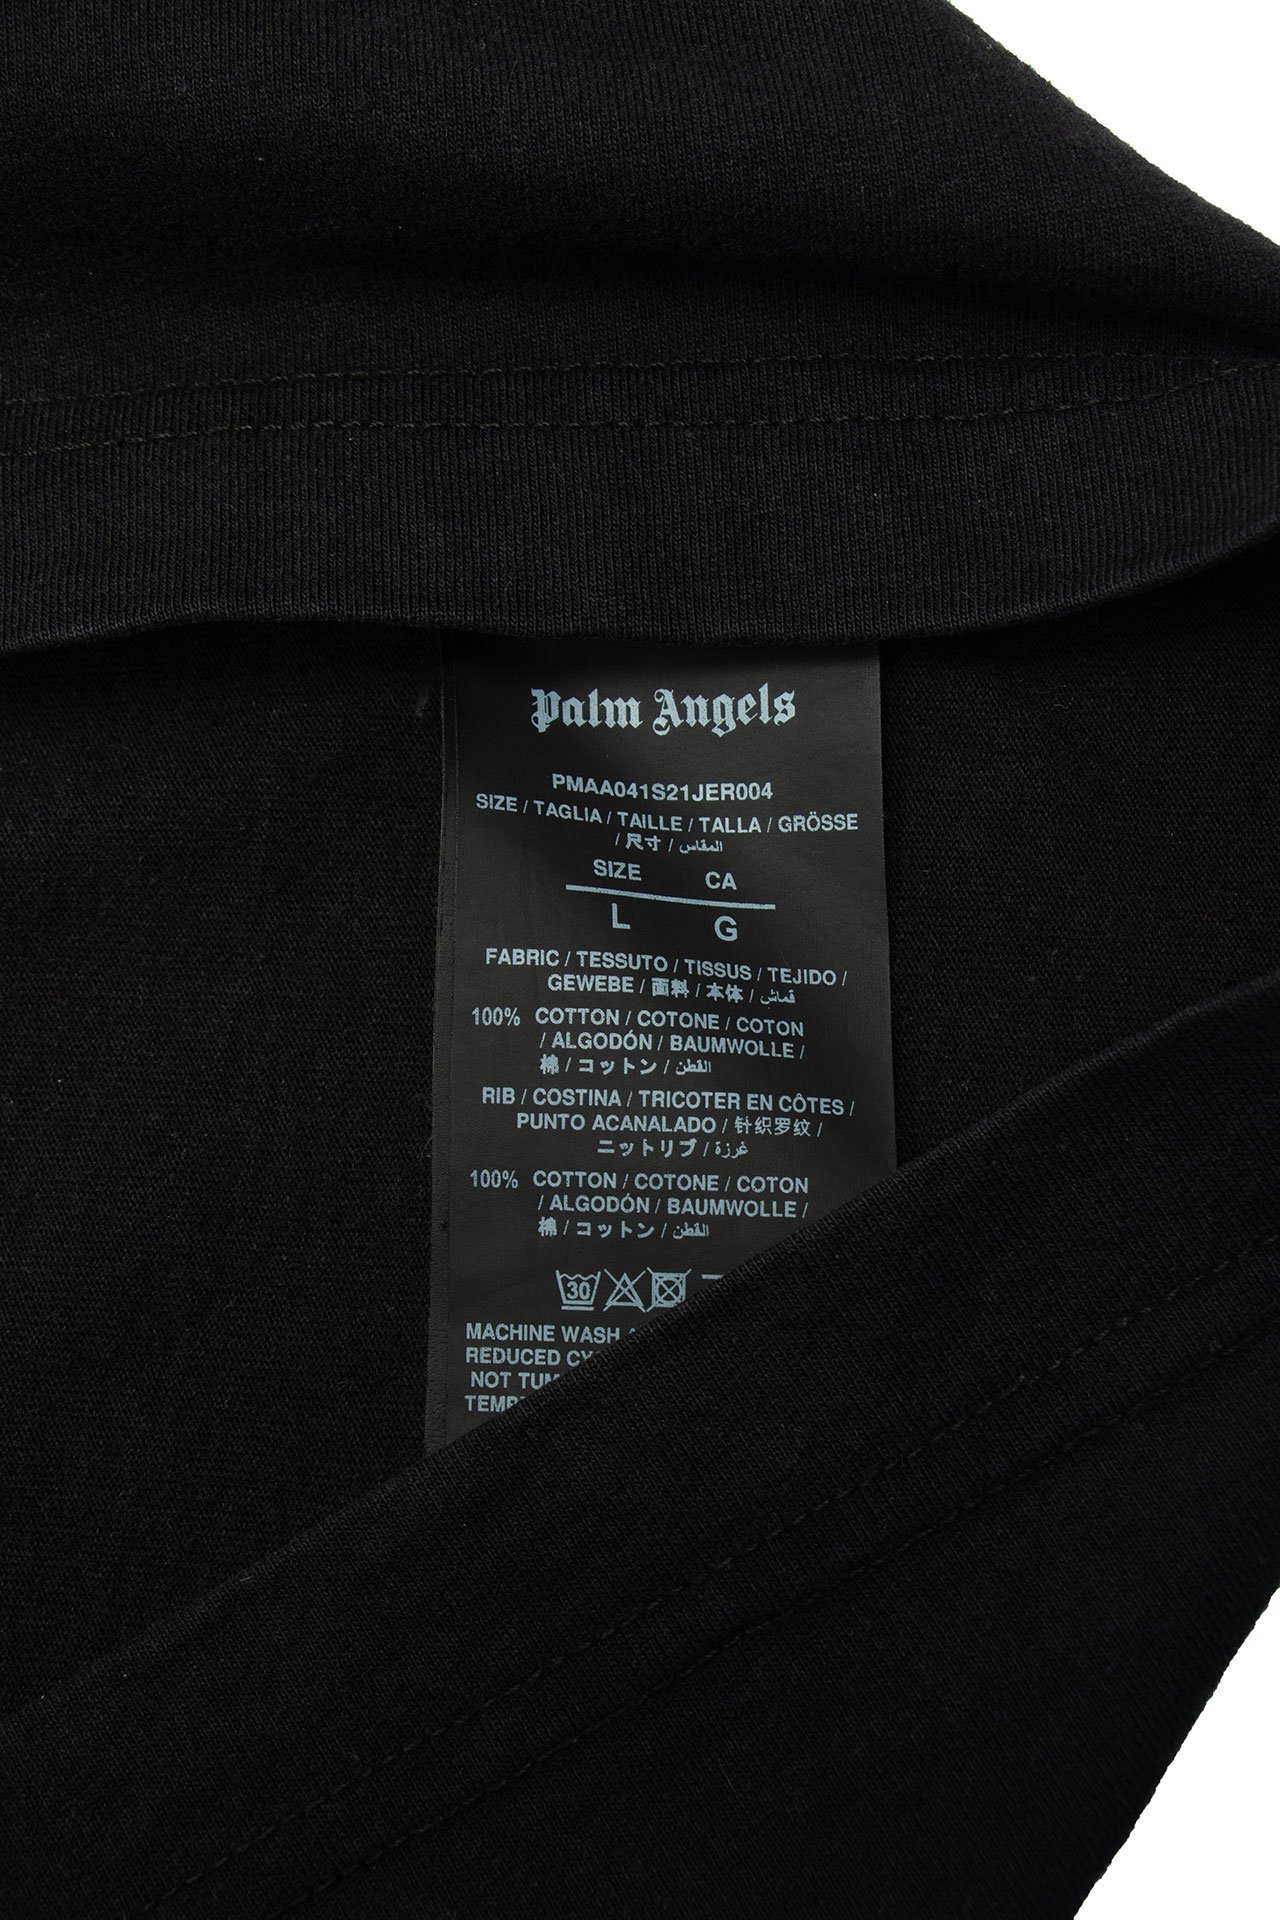 Palm Angels
PMAA041S21JER004
SIZE / TAGLIA / TAILLE / TALLA / GRÖSSE
/ 尺寸 / المقاس
SIZE CA
L G
FABRIC / TESSUTO / TISSUS / TEJIDO /
GEWEBE / 面料 / 本体 / قماش
100% COTTON / COTONE / COTON
/ ALGODÓN / BAUMWOLLE /
棉 / コットン / القطن
RIB / COSTINA / TRICOTER EN CÔTES /
PUNTO ACANALADO / 针织罗纹 /
ニットリブ / غرزة
100% COTTON / COTONE / COTON
/ ALGODÓN / BAUMWOLLE /
棉 / コットン / القطن
30
MACHINE WASH
REDUCED
NOT